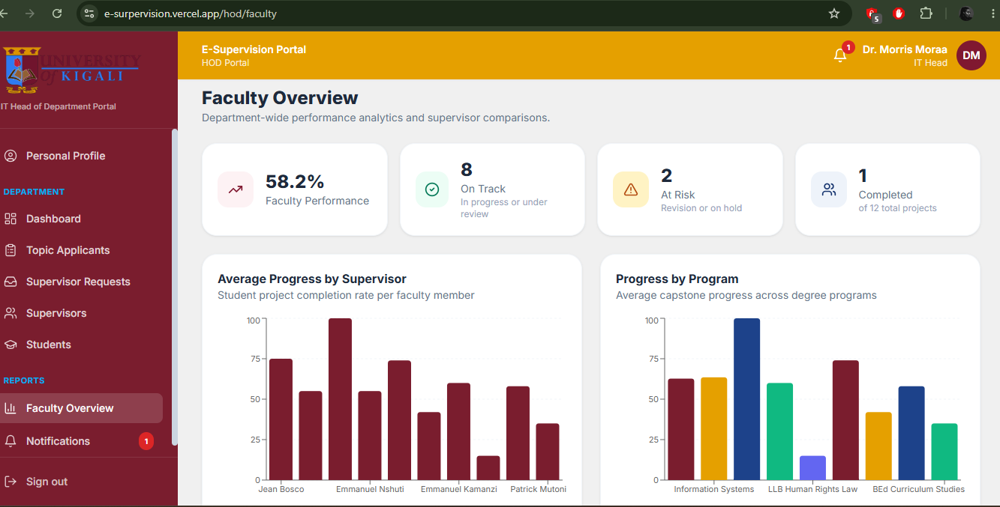 e-surpervision.vercel.app/hod/faculty
5
UNIVERSITY
of KIGALI
IT Head of Department Portal
Personal Profile
DEPARTMENT
Dashboard
Topic Applicants
Supervisor Requests
Supervisors
Students
REPORTS
Faculty Overview
Notifications
1
Sign out
E-Supervision Portal
HOD Portal
1
Dr. Morris Moraa
IT Head
DM
Faculty Overview
Department-wide performance analytics and supervisor comparisons.
58.2%
Faculty Performance
8
On Track
In progress or under
review
2
At Risk
Revision or on hold
1
Completed
of 12 total projects
Average Progress by Supervisor
Student project completion rate per faculty member
100
75
50
25
0
Jean Bosco
Emmanuel Nshuti
Emmanuel Kamanzi
Patrick Mutoni
Progress by Program
Average capstone progress across degree programs
100
75
50
25
0
Information Systems
LLB Human Rights Law
BEd Curriculum Studies